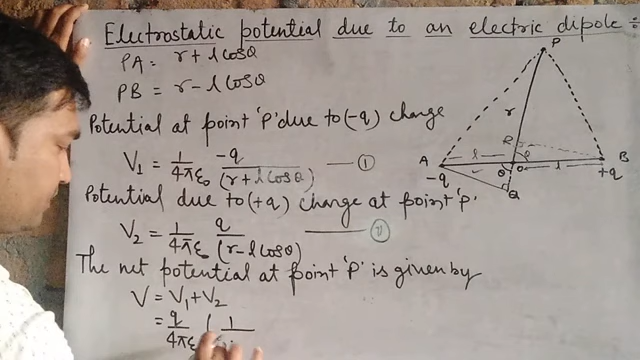 Electrostatic potential due to an electric dipole ÷
PA = r + l cosθ
PB = r - l cosθ
Potential at point 'P' due to (-q) charge
V₁ = 1/4πε₀ -q/(r + l cosθ) — ①
Potential due to (+q) charge at point 'P'.
V₂ = 1/4πε₀ q/(r - l cosθ) —
The net potential at point 'P' is given by
V = V₁ + V₂
= q/4πε ( 1/
P
r
R
A l θ O θ l B
-q +q
Q